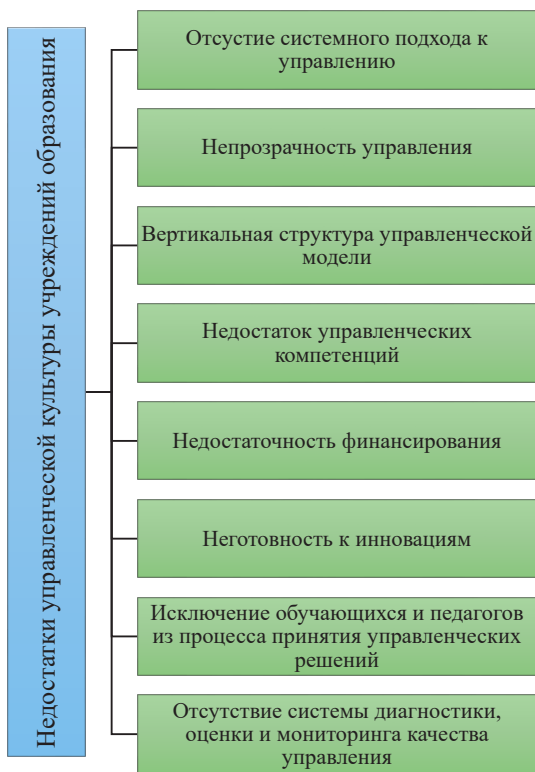 Недостатки управленческой культуры учреждений образования
Отсустие системного подхода к
управлению
Непрозрачность управления
Вертикальная структура управленческой
модели
Недостаток управленческих
компетенций
Недостаточность финансирования
Неготовность к инновациям
Исключение обучающихся и педагогов
из процесса принятия управленческих
решений
Отсутствие системы диагностики,
оценки и мониторинга качества
управления